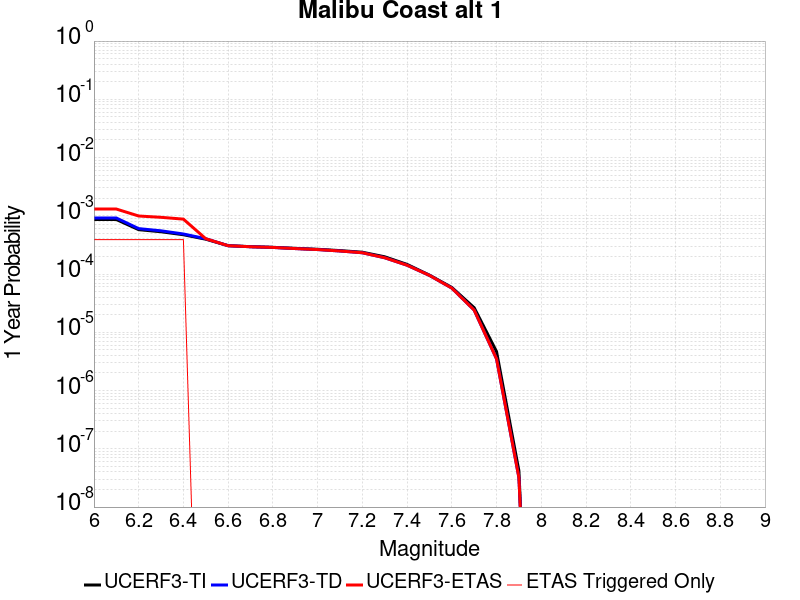 Malibu Coast alt 1
10^0
10^-1
10^-2
10^-3
10^-4
10^-5
10^-6
10^-7
10^-8
1 Year Probability
6 6.2 6.4 6.6 6.8 7 7.2 7.4 7.6 7.8 8 8.2 8.4 8.6 8.8 9
Magnitude
UCERF3-TI UCERF3-TD UCERF3-ETAS ETAS Triggered Only